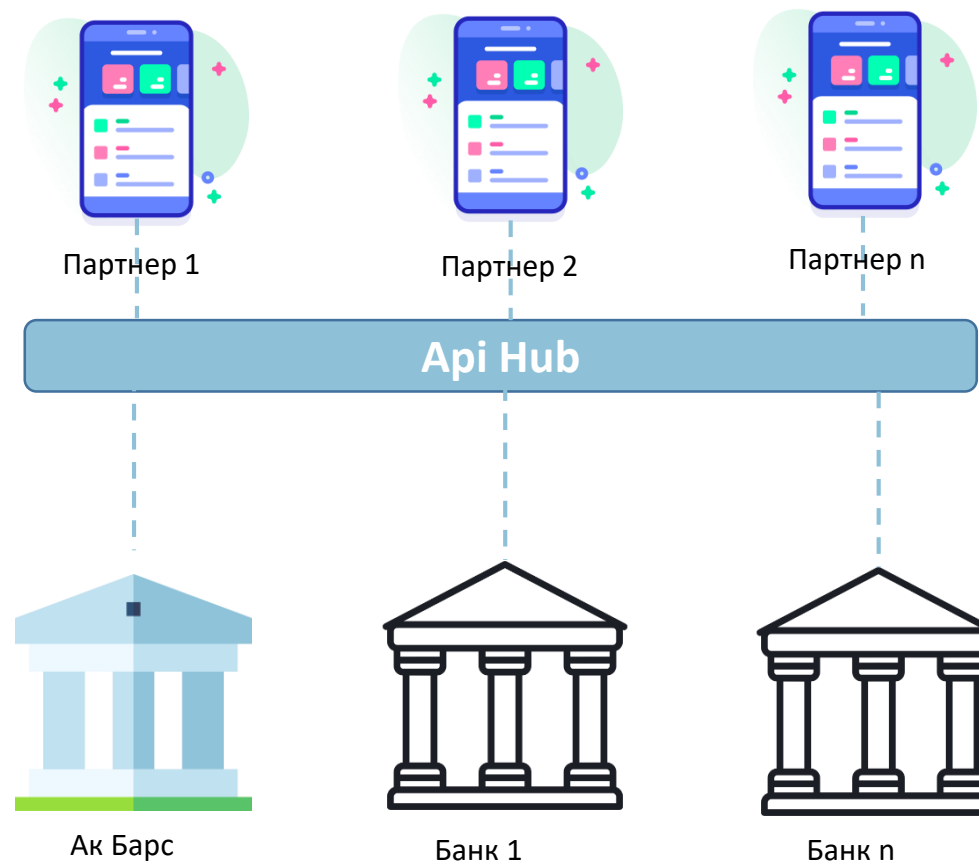 Партнер 1
Партнер 2
Партнер n
Api Hub
Ак Барс
Банк 1
Банк n